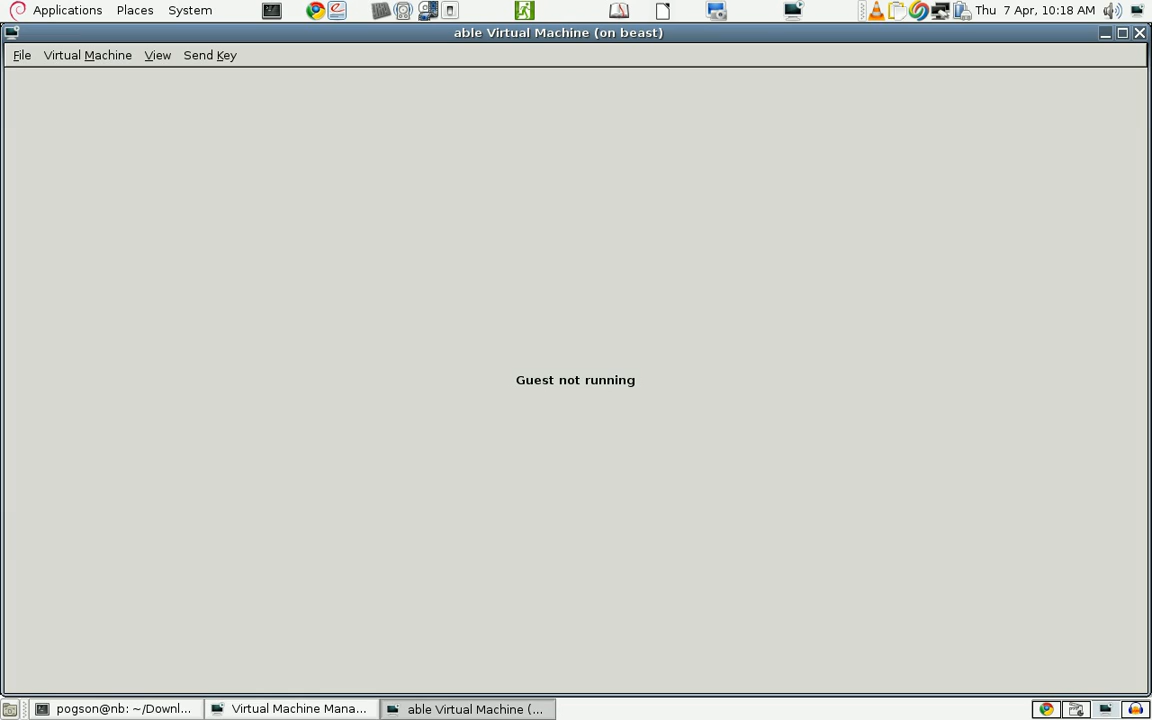 Applications Places System Thu 7 Apr, 10:18 AM
able Virtual Machine (on beast)
File Virtual Machine View Send Key
Guest not running
pogson@nb: ~/Downl... Virtual Machine Mana... able Virtual Machine (...